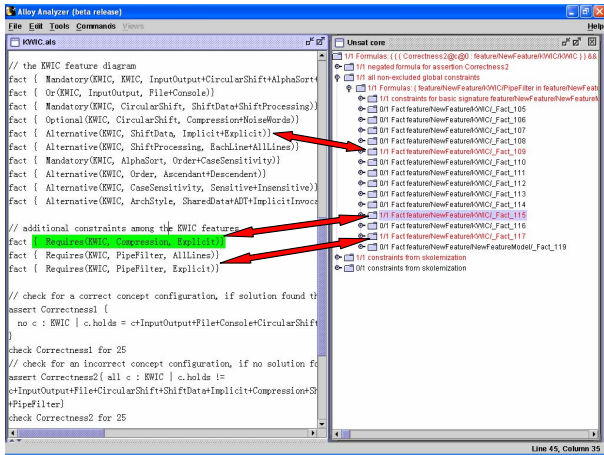 Alloy Analyzer (beta release)
File Edit Tools Commands Views Help
KWIC.als
// the KWIC feature diagram
fact { Mandatory(KWIC, KWIC, InputOutput+CircularShift+AlphaSort+
fact { Or(KWIC, InputOutput, File+Console)}
fact { Mandatory(KWIC, CircularShift, ShiftData+ShiftProcessing)}
fact { Optional(KWIC, CircularShift, Compression+NoiseWords)}
fact { Alternative(KWIC, ShiftData, Implicit+Explicit)}
fact { Alternative(KWIC, ShiftProcessing, EachLine+AllLines)}
fact { Mandatory(KWIC, AlphaSort, Order+CaseSensitivity)}
fact { Alternative(KWIC, Order, Ascendant+Descendent)}
fact { Alternative(KWIC, CaseSensitivity, Sensitive+Insensitive)}
fact { Alternative(KWIC, ArchStyle, SharedData+ADT+ImplicitInvoca
// additional constraints among the KWIC features
fact { Requires(KWIC, Compression, Explicit)}
fact { Requires(KWIC, PipeFilter, AllLines)}
fact { Requires(KWIC, PipeFilter, Explicit)}
// check for a correct concept configuration, if solution found th
assert Correctness1 {
no c : KWIC | c.holds = c+InputOutput+File+Console+CircularShift
}
check Correctness1 for 25
// check for an incorrect concept configuration, if no solution fo
assert Correctness2{ all c : KWIC | c.holds !=
c+InputOutput+File+CircularShift+ShiftData+Implicit+Compression+Sh
+PipeFilter}
check Correctness2 for 25
Unsat core
1/1 Formulas: ( ( ( Correctness2@c@0 : feature/NewFeature/KWIC/KWIC ) ) &&
1/1 negated formula for assertion Correctness2
1/1 all non-excluded global constraints
1/1 Formulas: ( feature/NewFeature/KWIC/PipeFilter in feature/NewFeat
1/1 constraints for basic signature feature/NewFeature/NewFeatureM
0/1 Fact feature/NewFeature/KWIC/_Fact_105
0/1 Fact feature/NewFeature/KWIC/_Fact_106
0/1 Fact feature/NewFeature/KWIC/_Fact_107
0/1 Fact feature/NewFeature/KWIC/_Fact_108
1/1 Fact feature/NewFeature/KWIC/_Fact_109
0/1 Fact feature/NewFeature/KWIC/_Fact_110
0/1 Fact feature/NewFeature/KWIC/_Fact_111
0/1 Fact feature/NewFeature/KWIC/_Fact_112
0/1 Fact feature/NewFeature/KWIC/_Fact_113
0/1 Fact feature/NewFeature/KWIC/_Fact_114
1/1 Fact feature/NewFeature/KWIC/_Fact_115
0/1 Fact feature/NewFeature/KWIC/_Fact_116
1/1 Fact feature/NewFeature/KWIC/_Fact_117
0/1 Fact feature/NewFeature/NewFeatureModel/_Fact_119
1/1 constraints from skolemization
0/1 constraints from skolemization
Line 45, Column 35